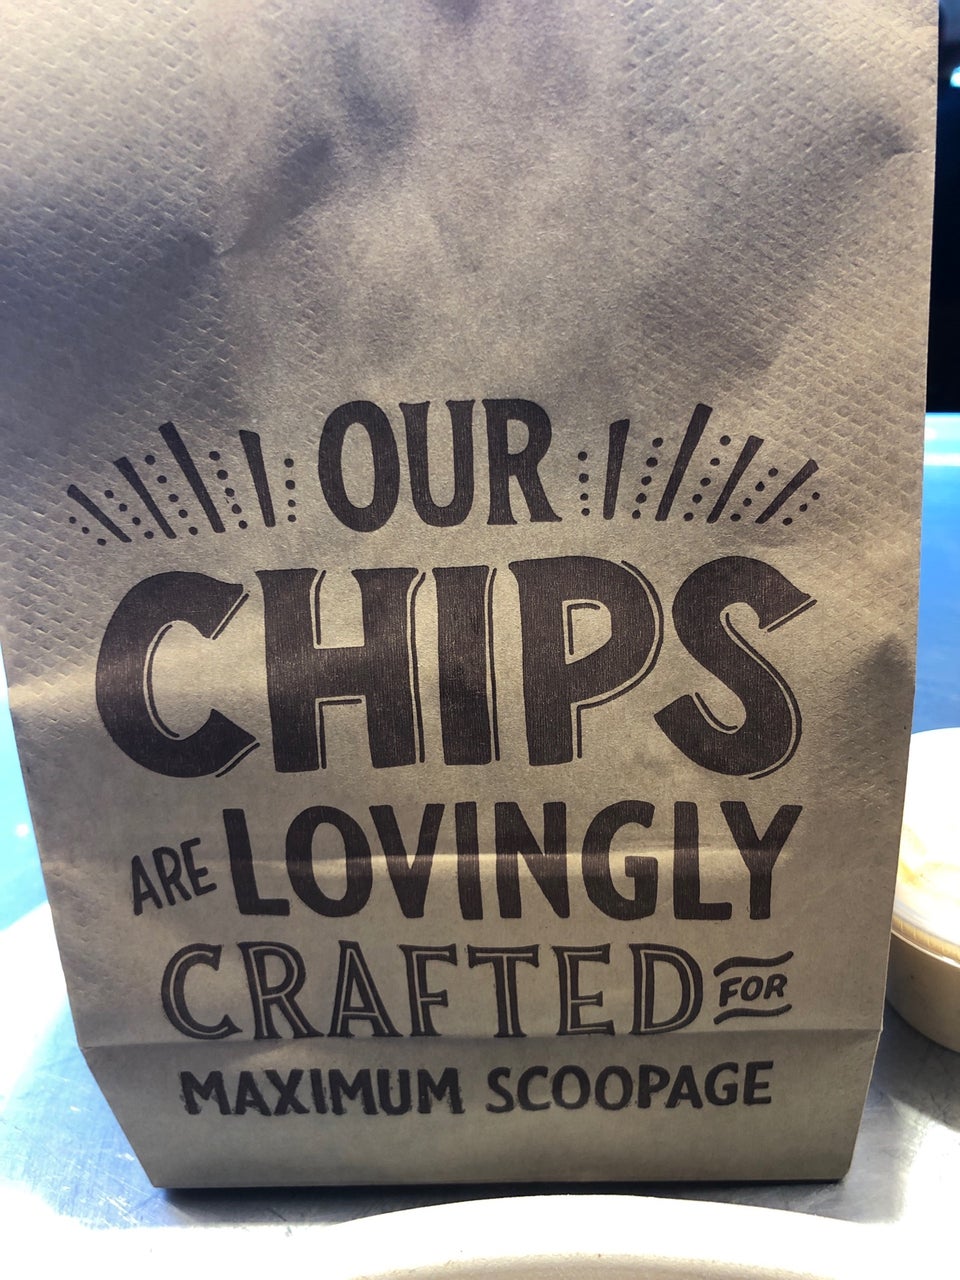 OUR
CHIPS
ARE LOVINGLY
CRAFTED FOR
MAXIMUM SCOOPAGE